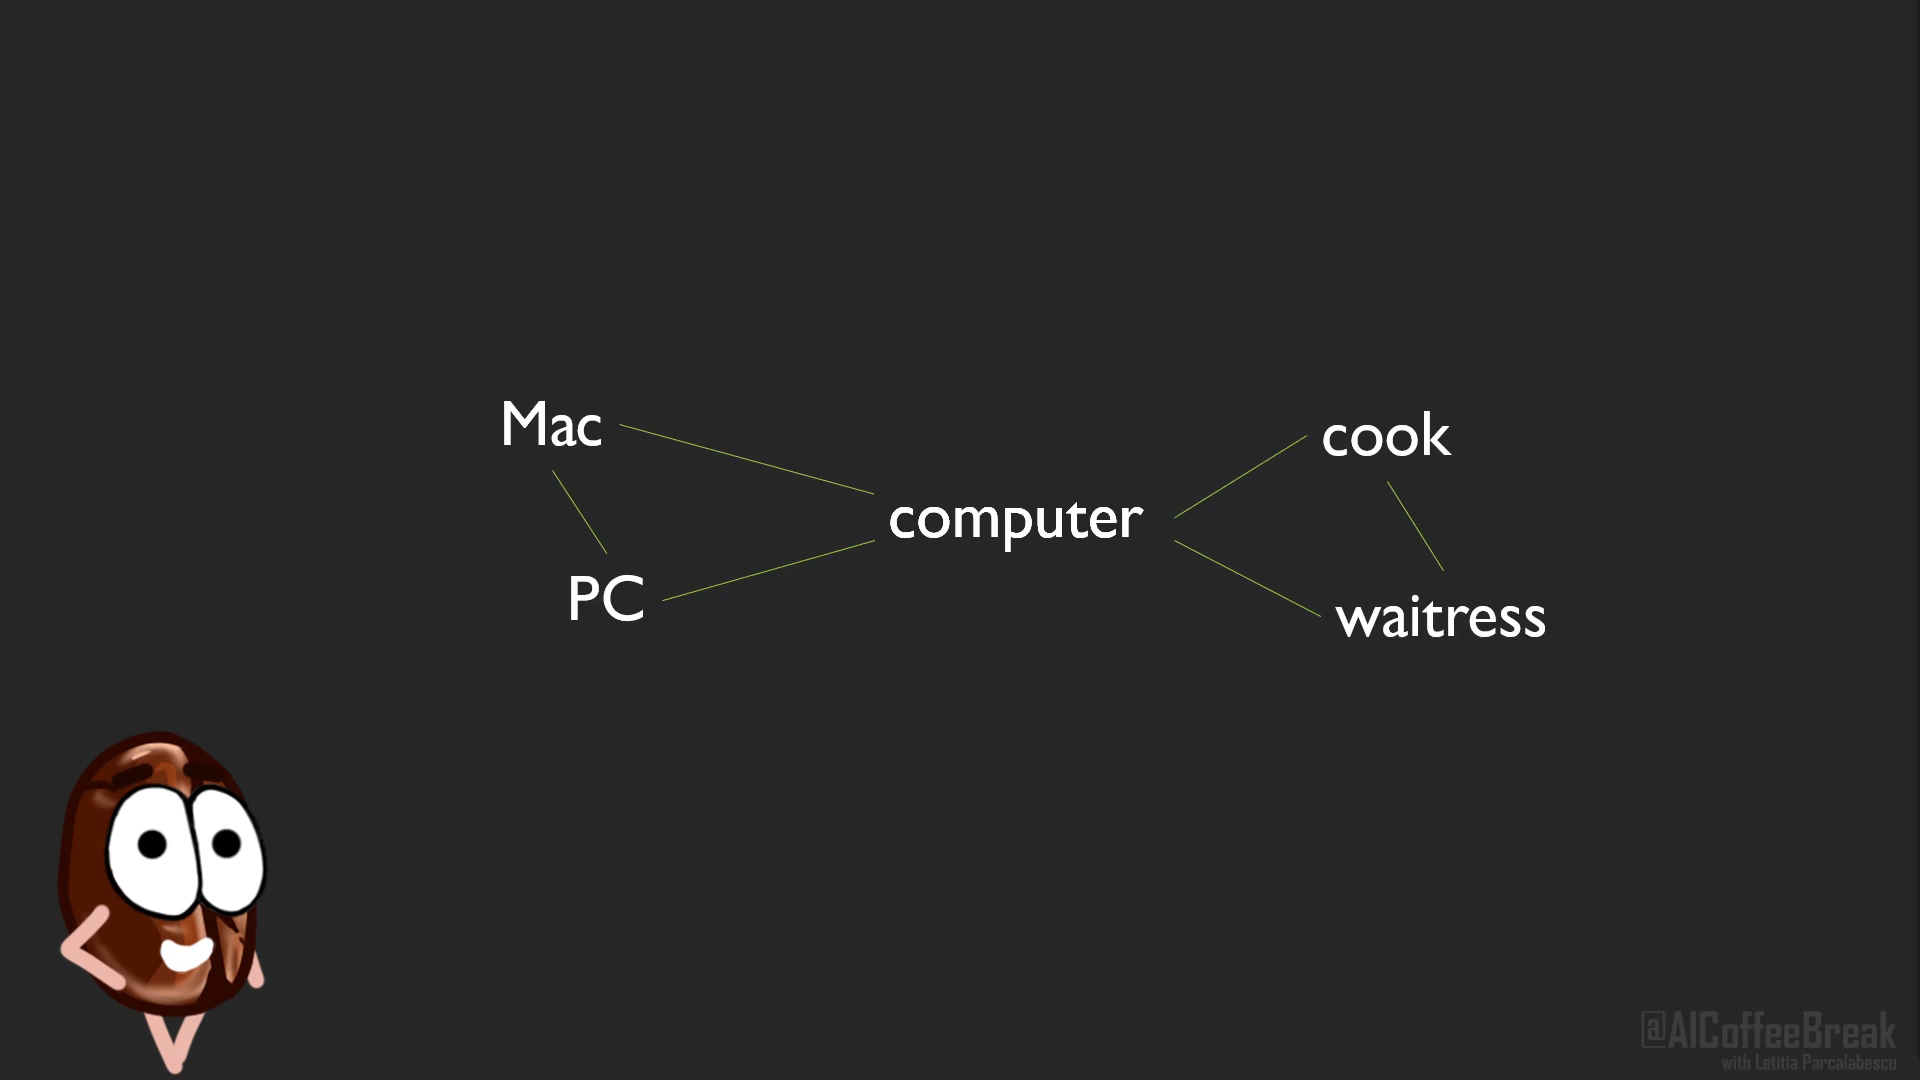 Mac
cook
computer
PC
waitress
@AICoffeeBreak
with Letitia Parcalabescu